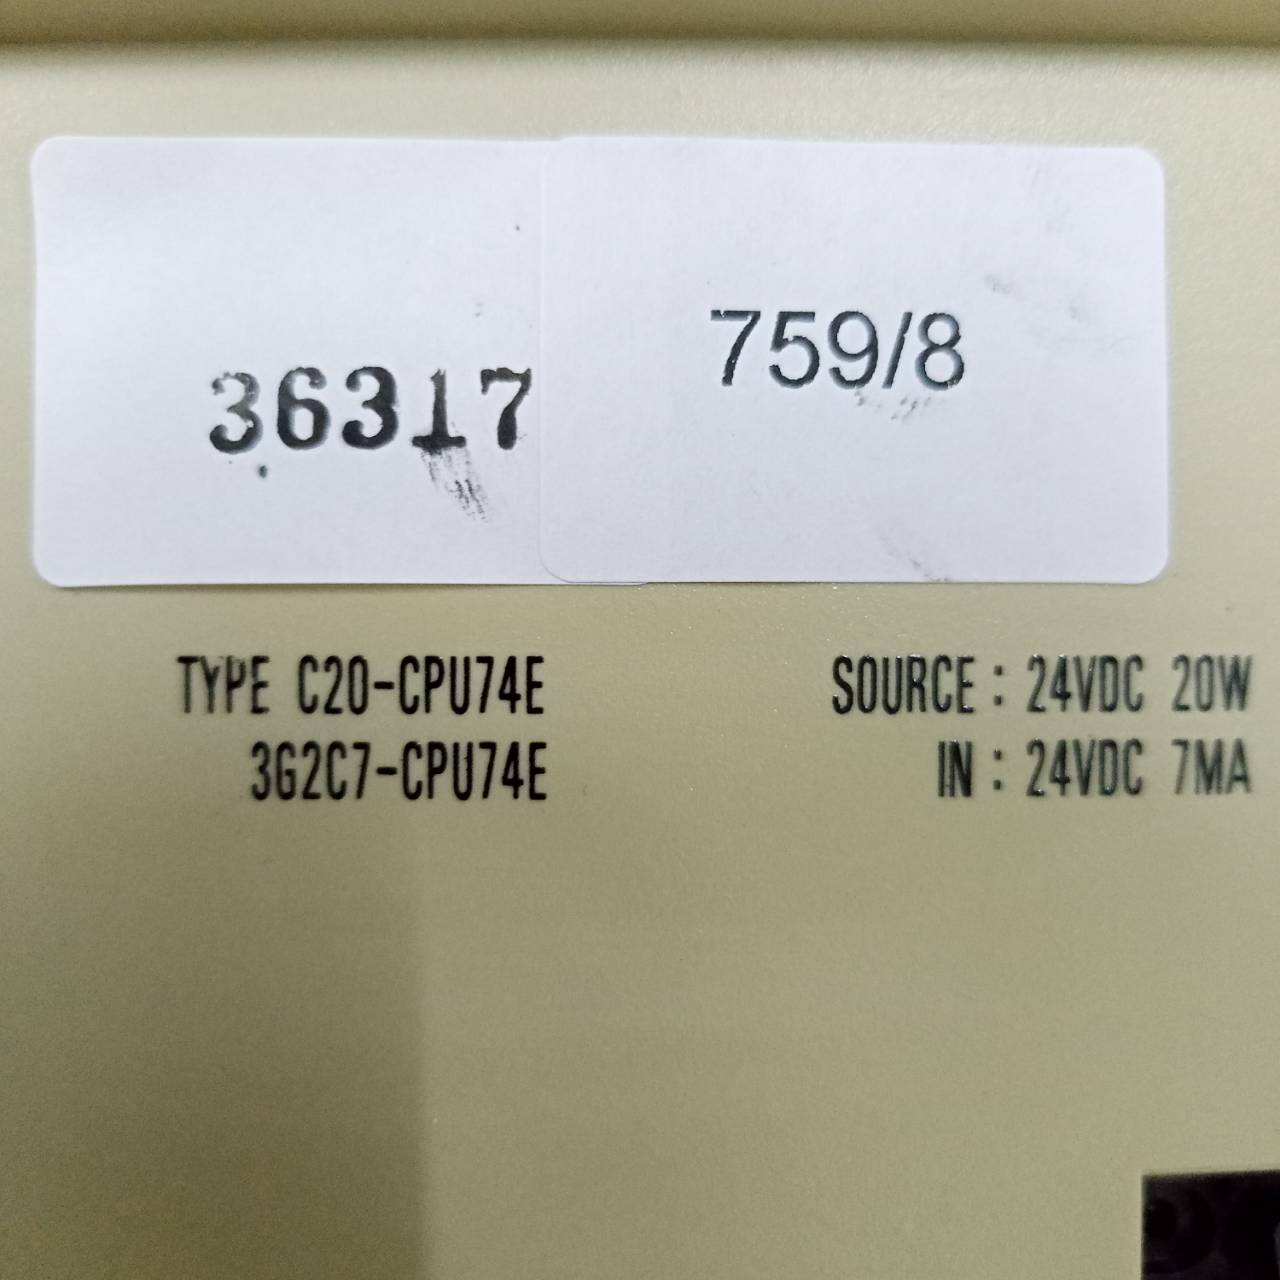 36317
759/8
TYPE C20-CPU74E
3G2C7-CPU74E
SOURCE : 24VDC 20W
IN : 24VDC 7MA